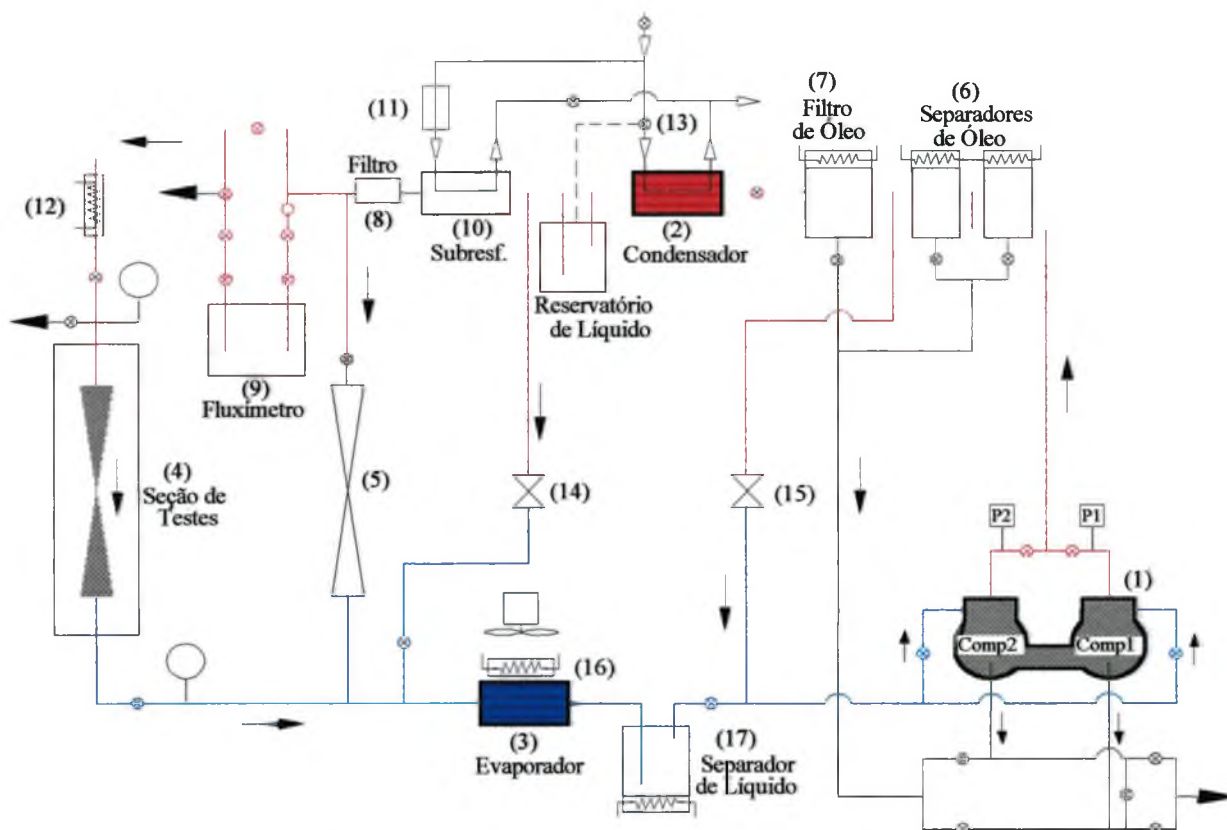 (7)
Filtro
de Óleo
(6)
Separadores
de Óleo
(11)
(13)
Filtro
(8)
(12)
(10)
Subresf.
(2)
Condensador
Reservatório
de Líquido
(9)
Fluxímetro
(4)
Seção de
Testes
(5)
(14)
(15)
P2
P1
(1)
Comp2
Comp1
(16)
(3)
Evaporador
(17)
Separador
de Líquido